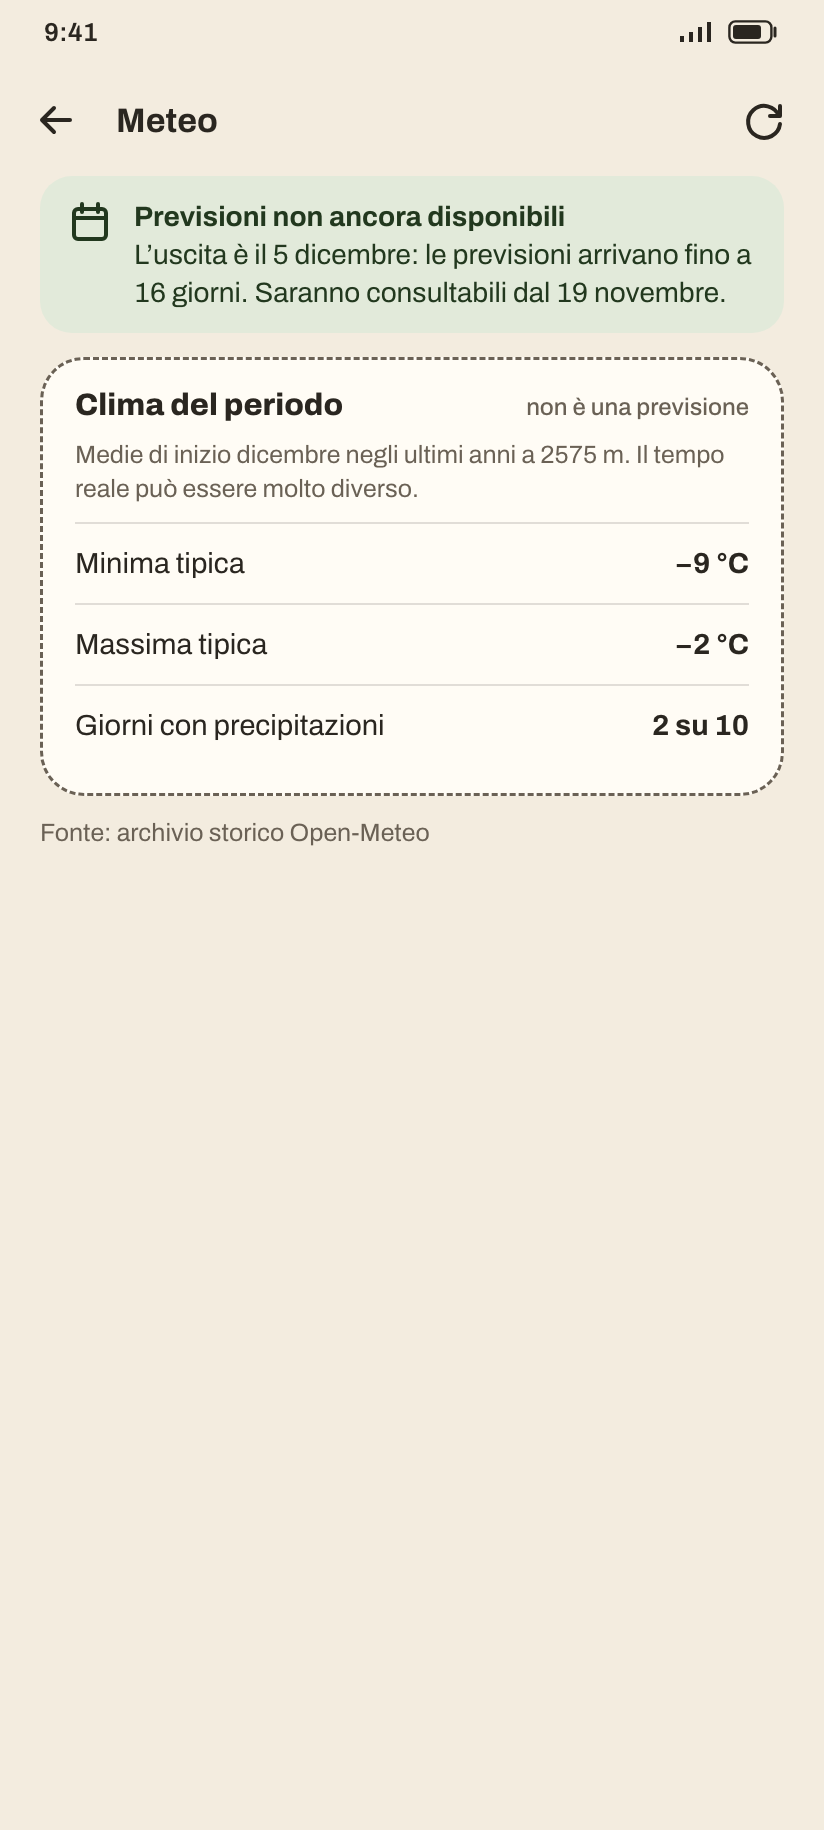 9:41
Meteo
Previsioni non ancora disponibili
L’uscita è il 5 dicembre: le previsioni arrivano fino a
16 giorni. Saranno consultabili dal 19 novembre.
Clima del periodo
non è una previsione
Medie di inizio dicembre negli ultimi anni a 2575 m. Il tempo
reale può essere molto diverso.
Minima tipica
–9 °C
Massima tipica
–2 °C
Giorni con precipitazioni
2 su 10
Fonte: archivio storico Open-Meteo